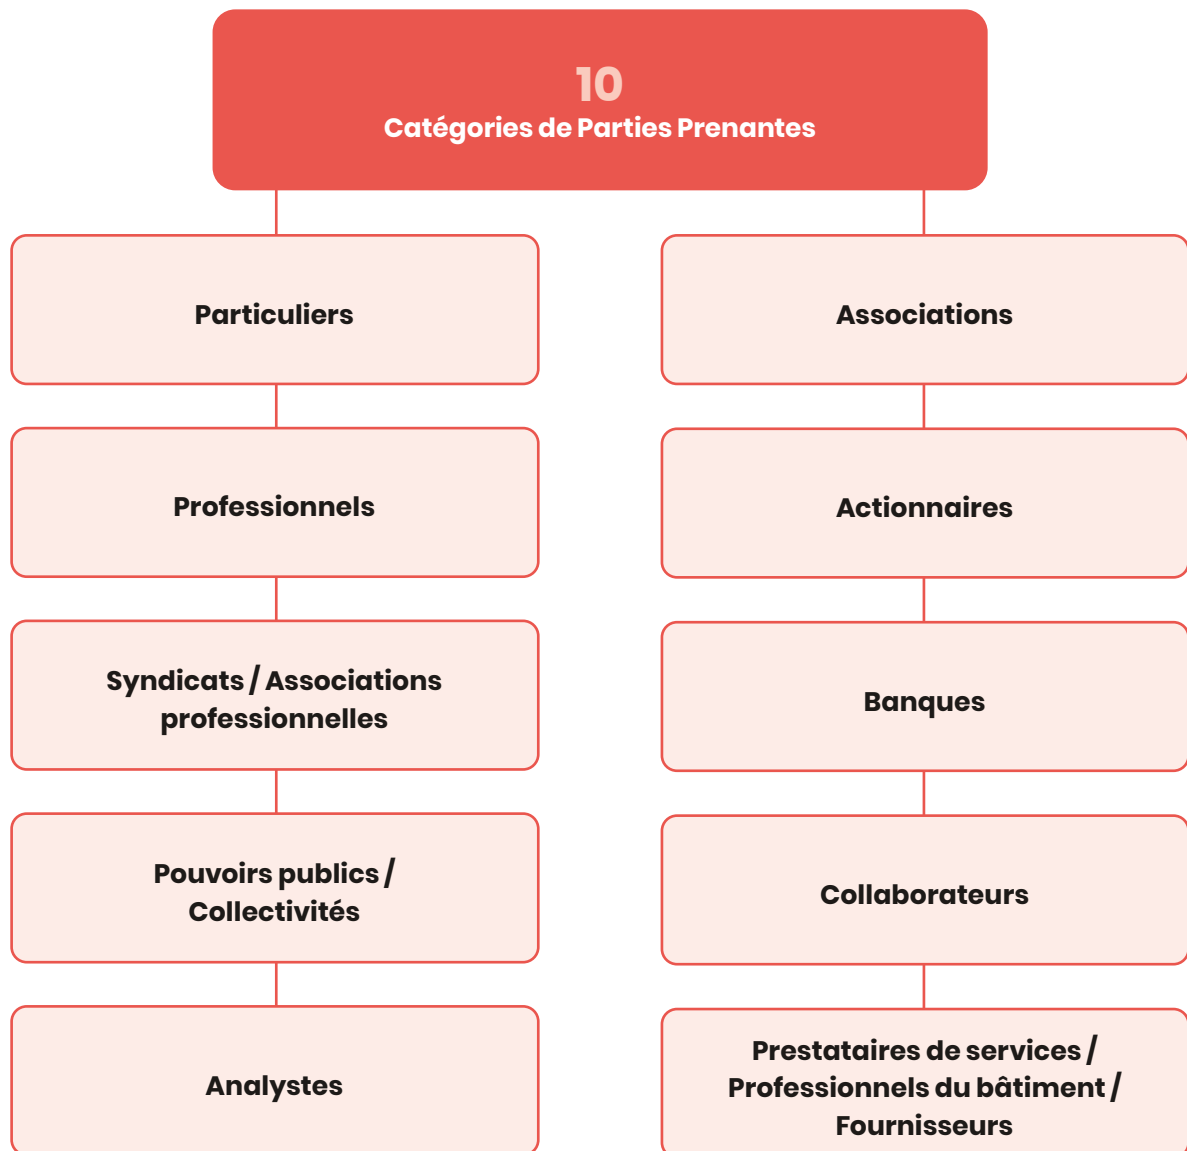 10
Catégories de Parties Prenantes
Particuliers
Professionnels
Syndicats / Associations
professionnelles
Pouvoirs publics /
Collectivités
Analystes
Associations
Actionnaires
Banques
Collaborateurs
Prestataires de services /
Professionnels du bâtiment /
Fournisseurs